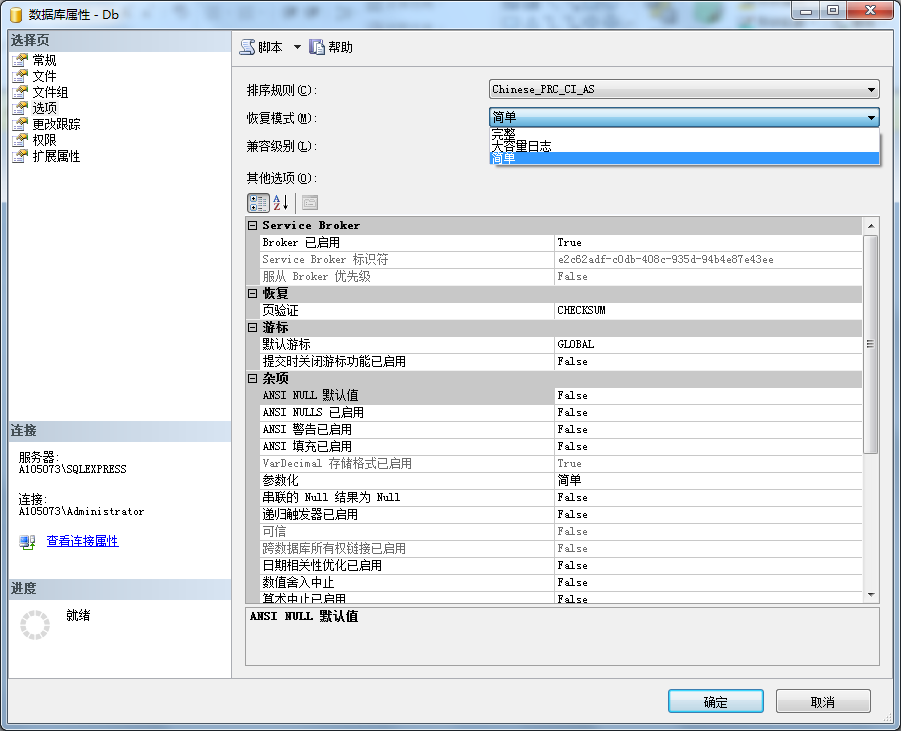 数据库属性 - Db
选择页
常规
文件
文件组
选项
更改跟踪
权限
扩展属性
连接
服务器:
A105073\SQLEXPRESS
连接:
A105073\Administrator
查看连接属性
进度
就绪
脚本 帮助
排序规则(C): Chinese_PRC_CI_AS
恢复模式(M): 简单
完整
兼容级别(L): 大容量日志
简单
其他选项(O):
Service Broker
Broker 已启用 True
Service Broker 标识符 e2c62adf-c0db-408c-935d-94b4e87e43ee
服从 Broker 优先级 False
恢复
页验证 CHECKSUM
游标
默认游标 GLOBAL
提交时关闭游标功能已启用 False
杂项
ANSI NULL 默认值 False
ANSI NULLS 已启用 False
ANSI 警告已启用 False
ANSI 填充已启用 False
VarDecimal 存储格式已启用 True
参数化 简单
串联的 Null 结果为 Null False
递归触发器已启用 False
可信 False
跨数据库所有权链接已启用 False
日期相关性优化已启用 False
数值舍入中止 False
算术中止已启用 False
ANSI NULL 默认值
确定 取消